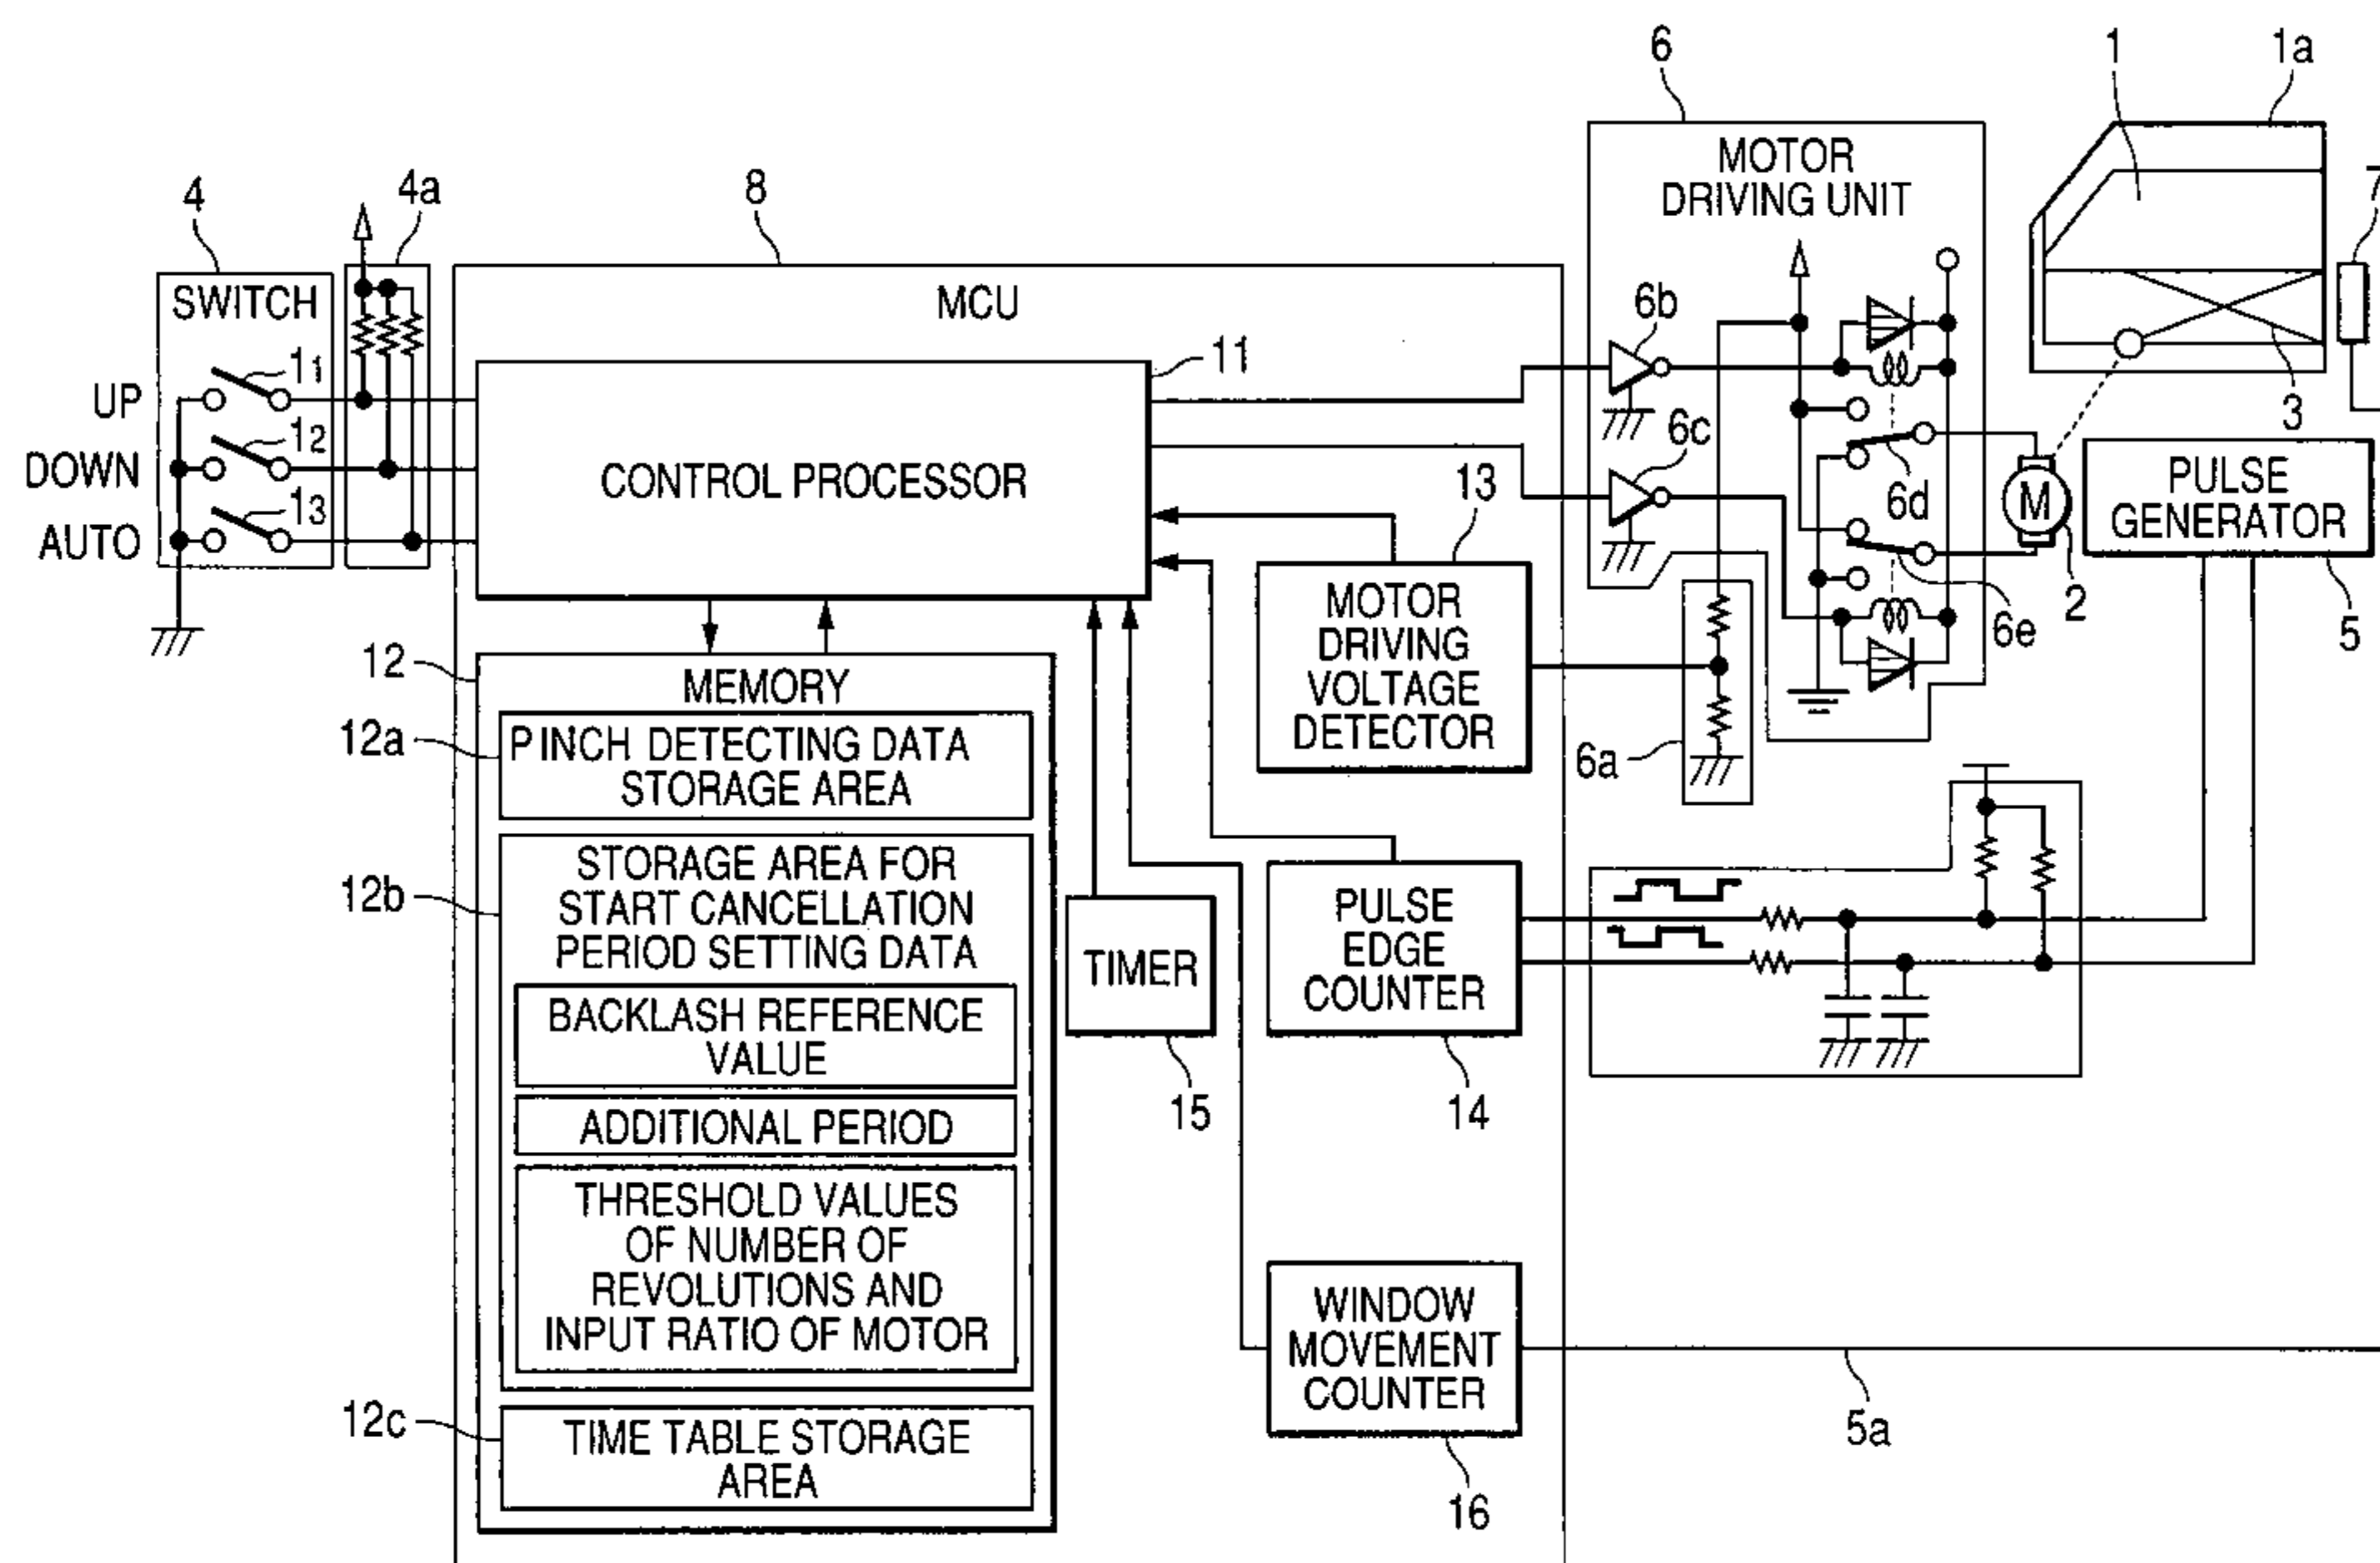 6
1
1a
4
4a
8
MOTOR
DRIVING UNIT
7
SWITCH
MCU
6b
11
11
UP
3
12
6c
DOWN
CONTROL PROCESSOR
13
6d
M
PULSE
GENERATOR
13
AUTO
2
5
6e
MOTOR
DRIVING
VOLTAGE
DETECTOR
12
MEMORY
6a
12a
PINCH DETECTING DATA
STORAGE AREA
12b
STORAGE AREA FOR
START CANCELLATION
PERIOD SETTING DATA
TIMER
PULSE
EDGE
COUNTER
BACKLASH REFERENCE
VALUE
15
14
ADDITIONAL PERIOD
THRESHOLD VALUES
OF NUMBER OF
REVOLUTIONS AND
INPUT RATIO OF MOTOR
WINDOW
MOVEMENT
COUNTER
5a
12c
TIME TABLE STORAGE
AREA
16